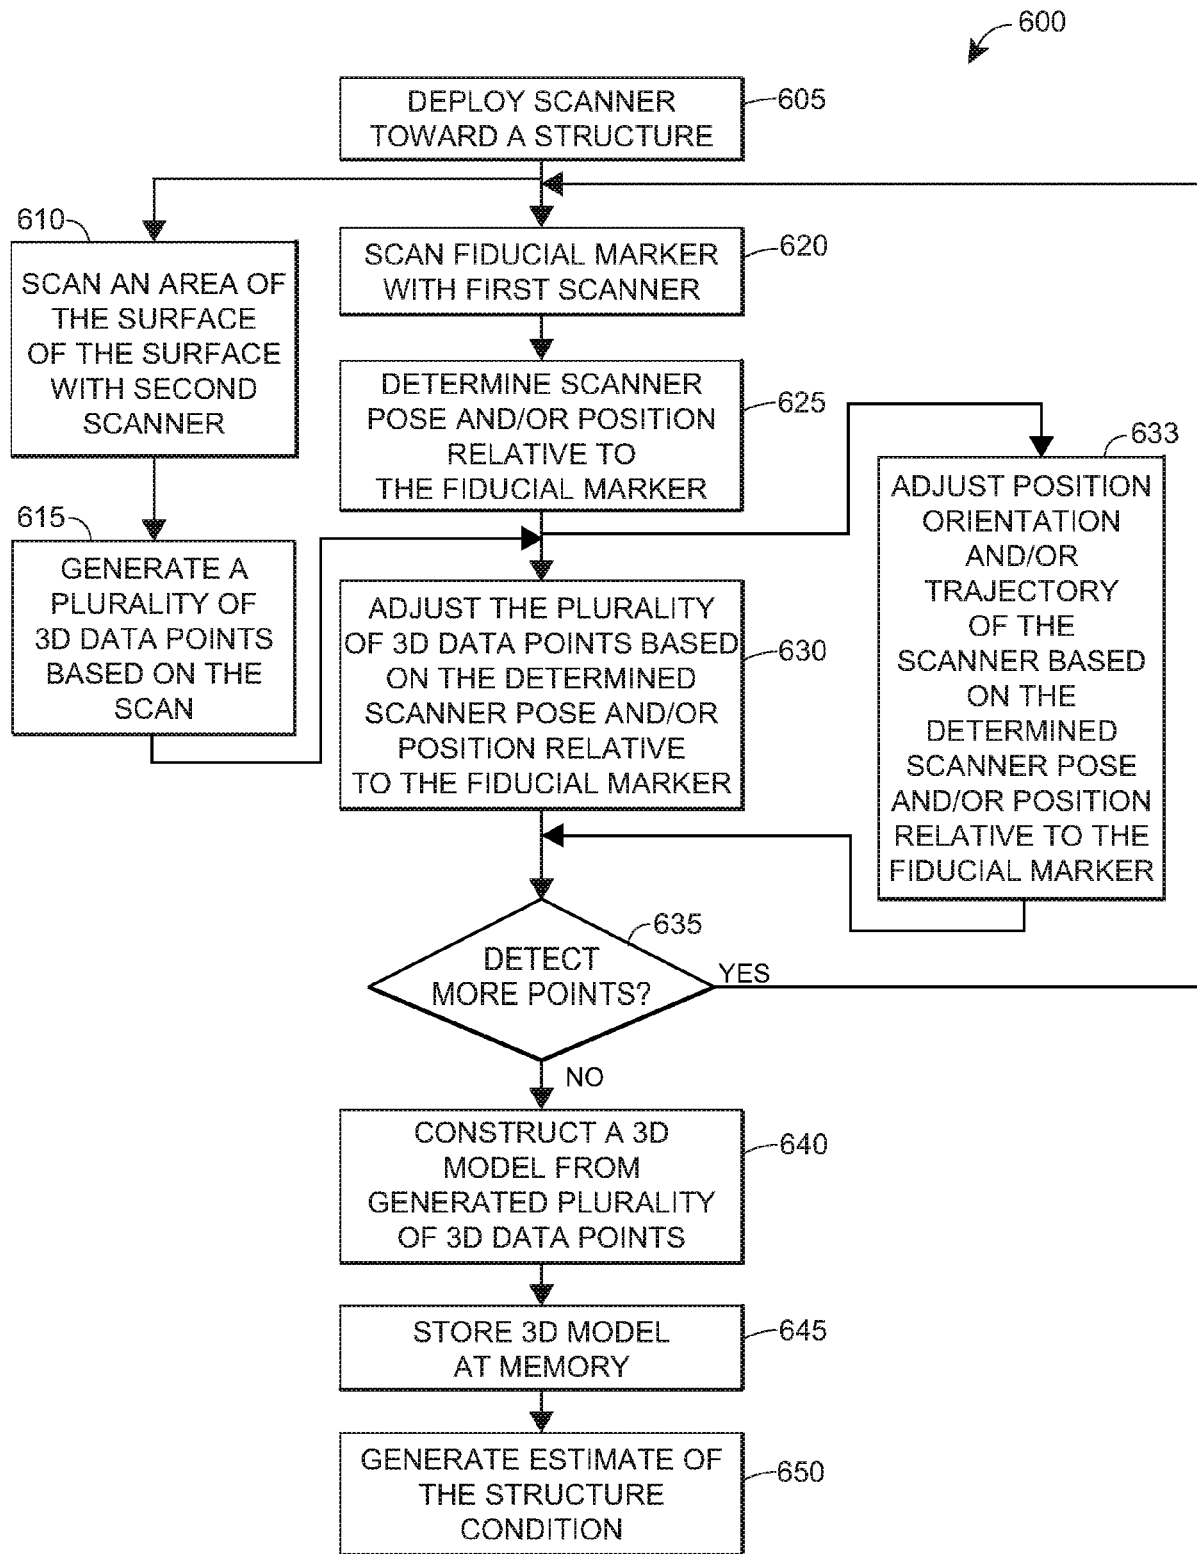 600
DEPLOY SCANNER
TOWARD A STRUCTURE
605
610
SCAN AN AREA OF
THE SURFACE
OF THE SURFACE
WITH SECOND
SCANNER
SCAN FIDUCIAL MARKER
WITH FIRST SCANNER
620
DETERMINE SCANNER
POSE AND/OR POSITION
RELATIVE TO
THE FIDUCIAL MARKER
625
615
GENERATE A
PLURALITY OF
3D DATA POINTS
BASED ON THE
SCAN
ADJUST THE PLURALITY
OF 3D DATA POINTS BASED
ON THE DETERMINED
SCANNER POSE AND/OR
POSITION RELATIVE
TO THE FIDUCIAL MARKER
630
633
ADJUST POSITION
ORIENTATION
AND/OR
TRAJECTORY
OF THE
SCANNER BASED
ON THE
DETERMINED
SCANNER POSE
AND/OR POSITION
RELATIVE TO THE
FIDUCIAL MARKER
635
DETECT
MORE POINTS?
YES
NO
CONSTRUCT A 3D
MODEL FROM
GENERATED PLURALITY
OF 3D DATA POINTS
640
STORE 3D MODEL
AT MEMORY
645
GENERATE ESTIMATE OF
THE STRUCTURE
CONDITION
650